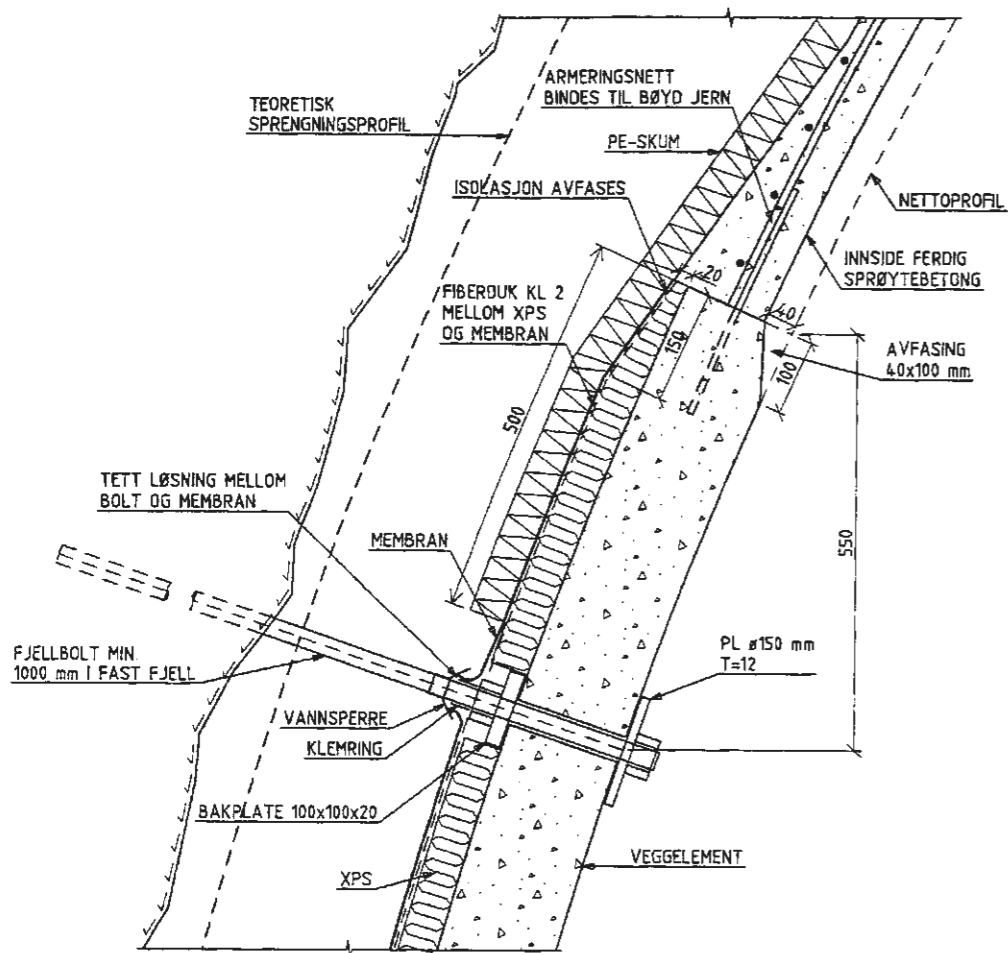 ARMERINGSNETT
BINDES TIL BØYD JERN
TEORETISK
SPRENGNINGSPROFIL
PE-SKUM
ISOLASJON AVFASES
NETTOPROFIL
INNSIDE FERDIG
SPRØYTEBETONG
FIBERDUK KL 2
MELLOM XPS
OG MEMBRAN
20
40
150
100
AVFASING
40x100 mm
500
TETT LØSNING MELLOM
BOLT OG MEMBRAN
MEMBRAN
550
FJELLBOLT MIN.
1000 mm I FAST FJELL
PL ø150 mm
T=12
VANNSPERRE
KLEMRING
BAKPLATE 100x100x20
VEGGELEMENT
XPS